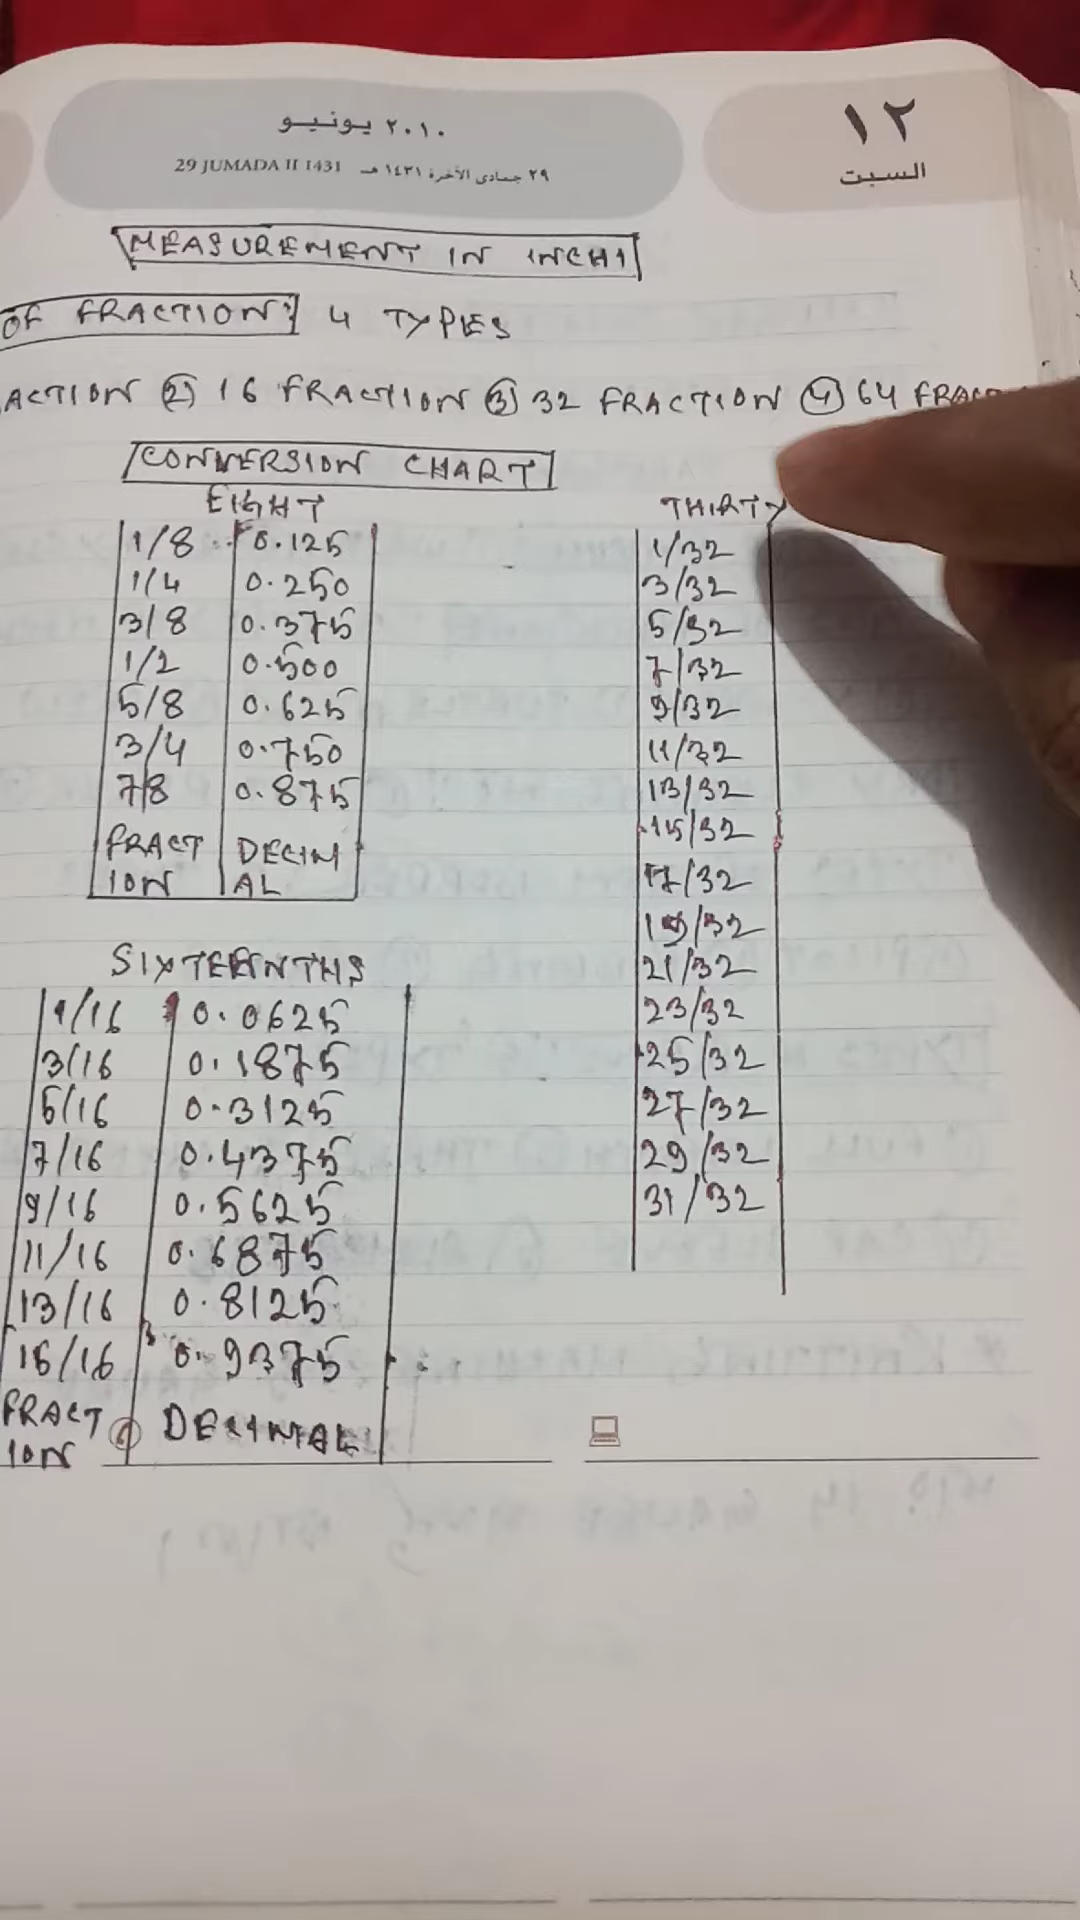 ٢٠١٠ يونيو
29 JUMADA II 1431 ٢٩ جمادى الآخرة ١٤٣١ هـ
١٢
السبت
MEASUREMENT IN INCHI
OF FRACTION: 4 TYPES
ACTION ② 16 FRACTION ③ 32 FRACTION ④ 64 FRAC
CONVERSION CHART
EIGHT
1/8 0.125
1/4 0.250
3/8 0.375
1/2 0.500
5/8 0.625
3/4 0.750
7/8 0.875
FRACT DECIM
ION AL
SIXTEENTHS
1/16 0.0625
3/16 0.1875
5/16 0.3125
7/16 0.4375
9/16 0.5625
11/16 0.6875
13/16 0.8125
15/16 0.9375
FRACT DECIMAL
ION
THIRTY
1/32
3/32
5/32
7/32
9/32
11/32
13/32
15/32
17/32
19/32
21/32
23/32
25/32
27/32
29/32
31/32